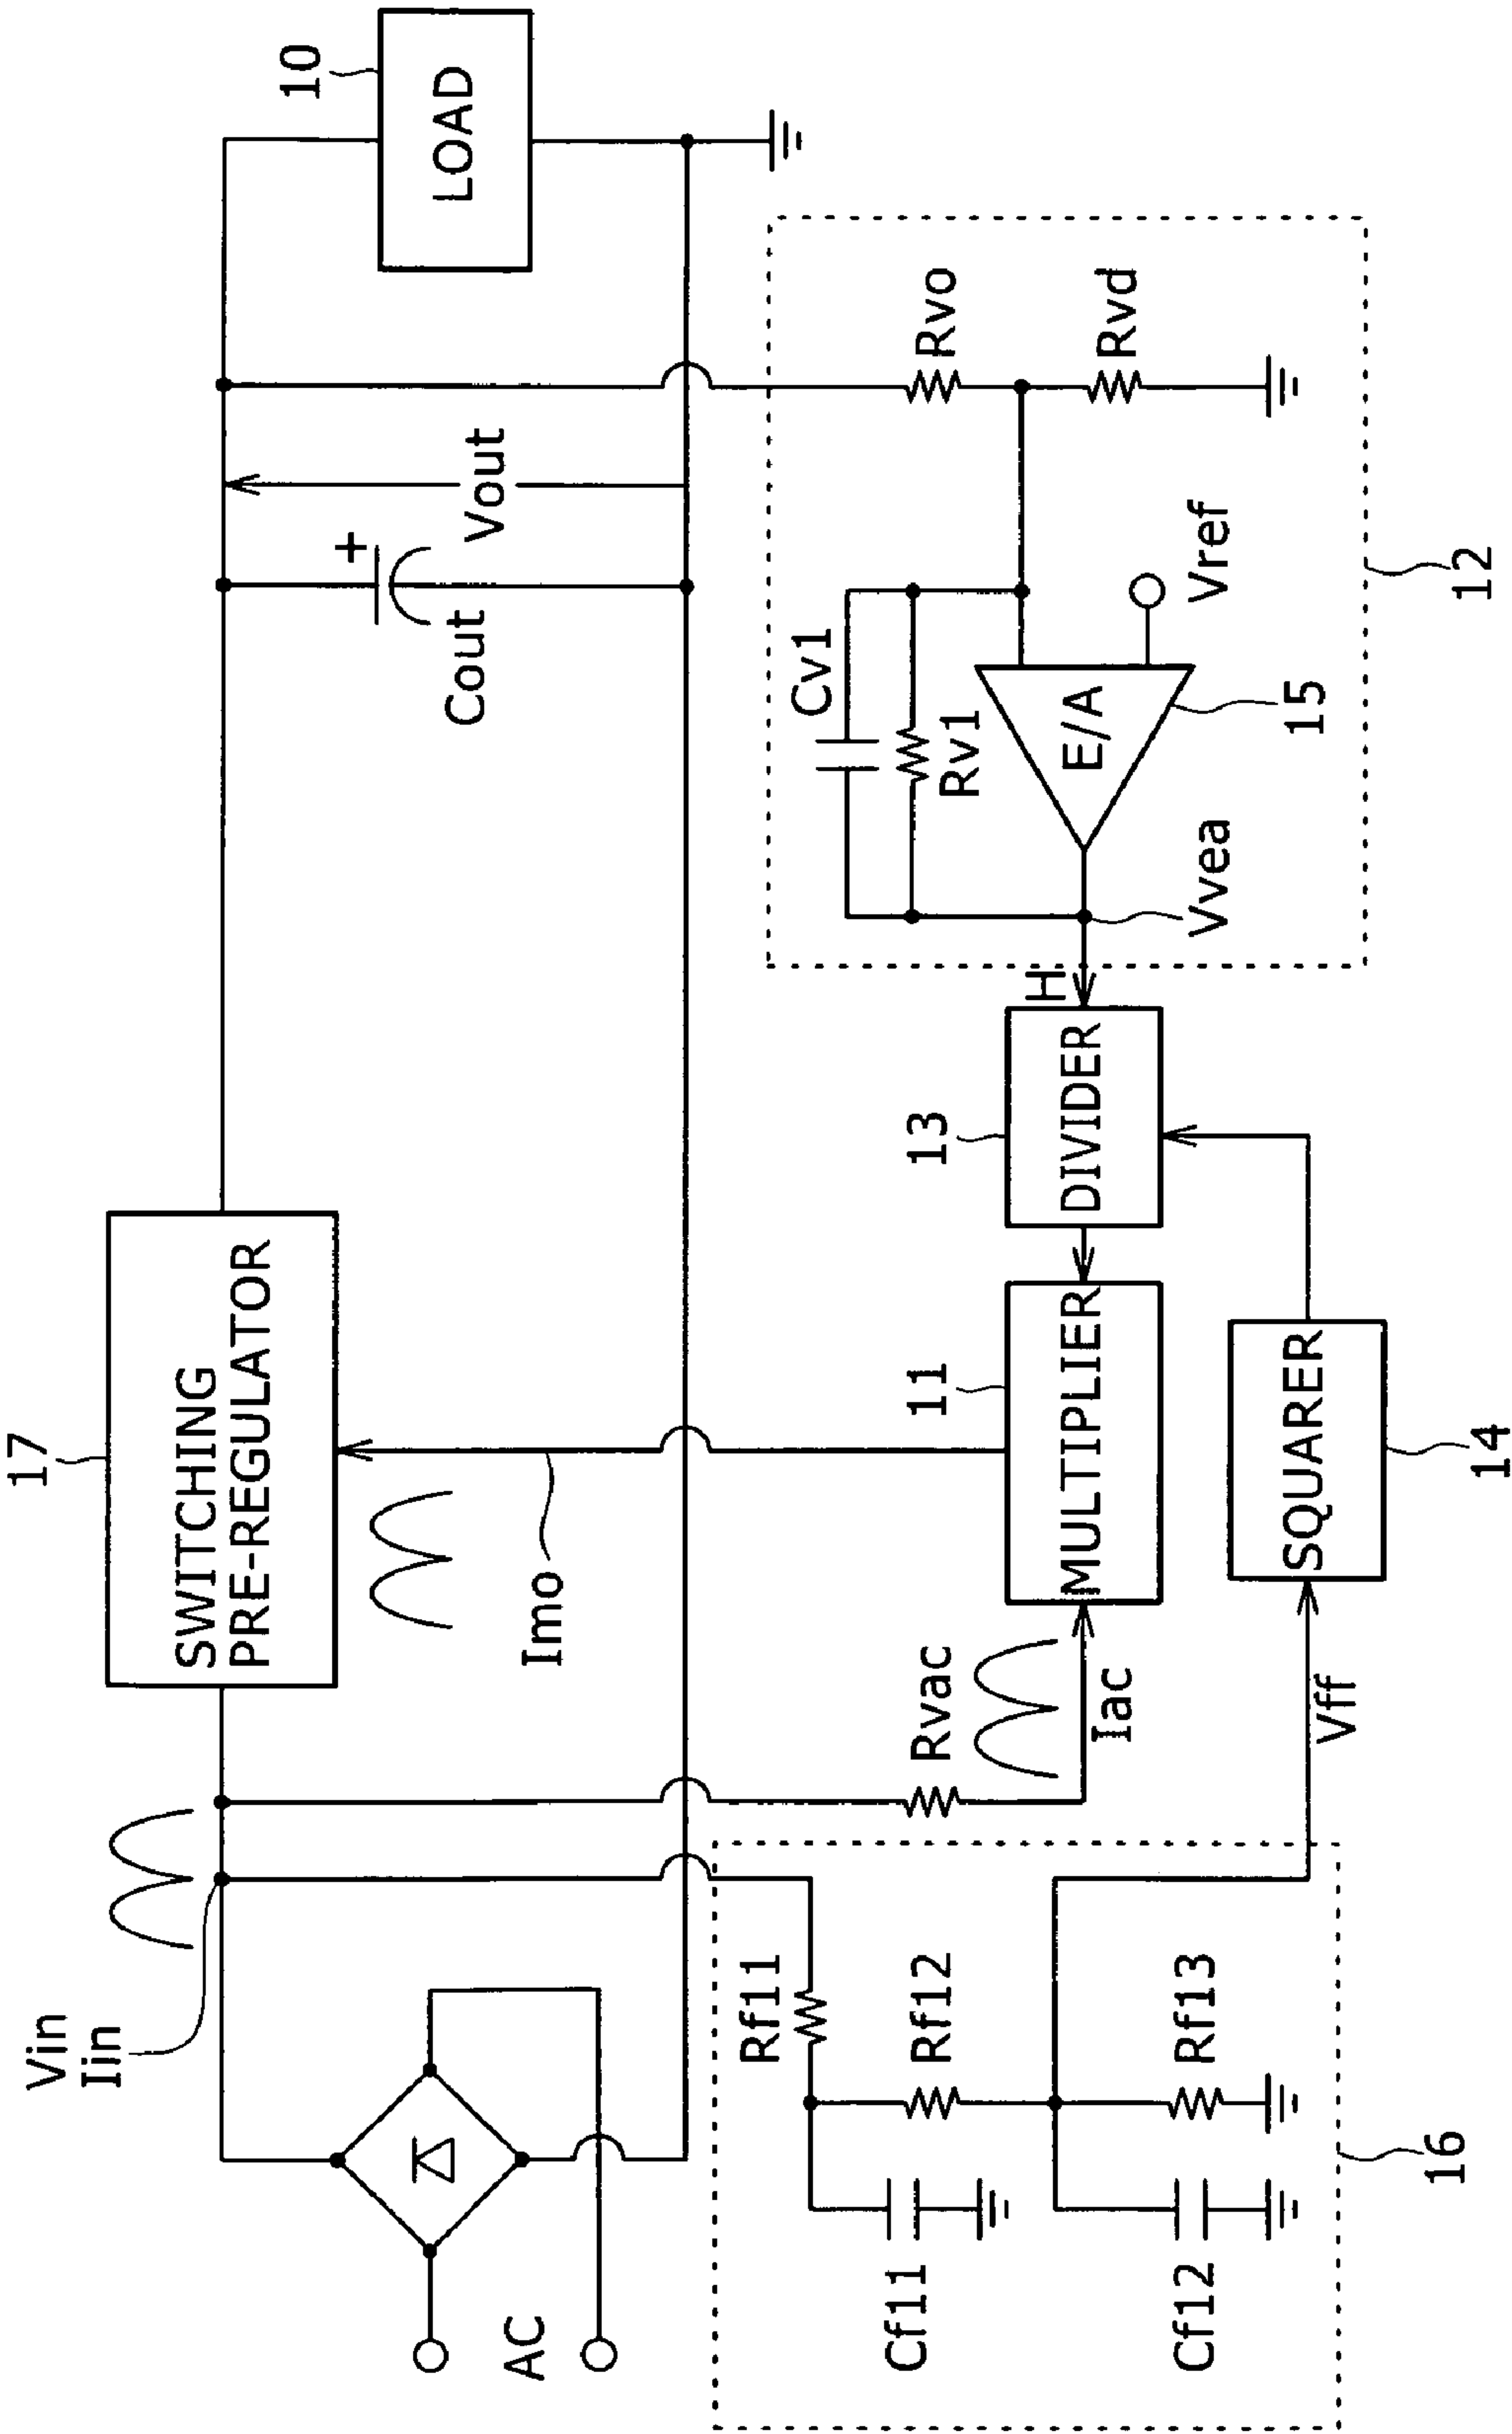 17
SWITCHING
PRE-REGULATOR
Vin
Iin
AC
Imo
Cout
+
Vout
10
LOAD
Rvac
Iac
11
MULTIPLIER
13
DIVIDER
H
Cv1
Rv1
E/A
15
Vvea
Vref
Rvo
Rvd
12
Rf11
Rf12
Rf13
Cf11
Cf12
16
Vff
SQUARER
14